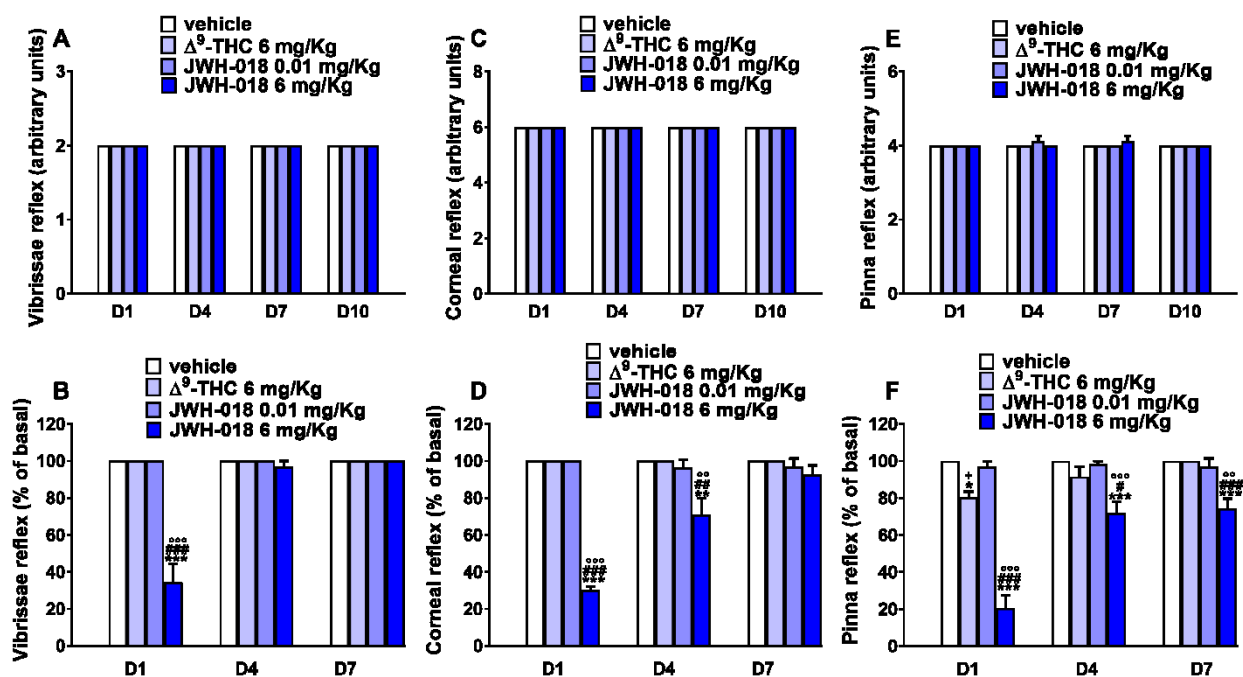 A
vehicle
Δ⁹-THC 6 mg/Kg
JWH-018 0.01 mg/Kg
JWH-018 6 mg/Kg
Vibrissae reflex (arbitrary units)
3
2
1
0
D1 D4 D7 D10
C
vehicle
Δ⁹-THC 6 mg/Kg
JWH-018 0.01 mg/Kg
JWH-018 6 mg/Kg
Corneal reflex (arbitrary units)
8
6
4
2
0
D1 D4 D7 D10
E
vehicle
Δ⁹-THC 6 mg/Kg
JWH-018 0.01 mg/Kg
JWH-018 6 mg/Kg
Pinna reflex (arbitrary units)
6
4
2
0
D1 D4 D7 D10
B
vehicle
Δ⁹-THC 6 mg/Kg
JWH-018 0.01 mg/Kg
JWH-018 6 mg/Kg
Vibrissae reflex (% of basal)
120
100
80
60
40
20
0
°°°
###
***
D1 D4 D7
D
vehicle
Δ⁹-THC 6 mg/Kg
JWH-018 0.01 mg/Kg
JWH-018 6 mg/Kg
Corneal reflex (% of basal)
120
100
80
60
40
20
0
°°°
###
***
°°
##
**
D1 D4 D7
F
vehicle
Δ⁹-THC 6 mg/Kg
JWH-018 0.01 mg/Kg
JWH-018 6 mg/Kg
Pinna reflex (% of basal)
120
100
80
60
40
20
0
+
*
°°°
###
***
°°°
#
***
°°
###
***
D1 D4 D7